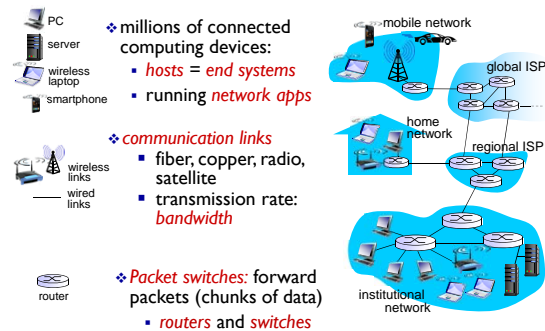 PC
server
wireless
laptop
smartphone
wireless
links
wired
links
router
❖millions of connected
computing devices:
▪ hosts = end systems
▪ running network apps
❖communication links
▪ fiber, copper, radio,
satellite
▪ transmission rate:
bandwidth
❖Packet switches: forward
packets (chunks of data)
▪ routers and switches
mobile network
global ISP
home
network
regional ISP
institutional
network